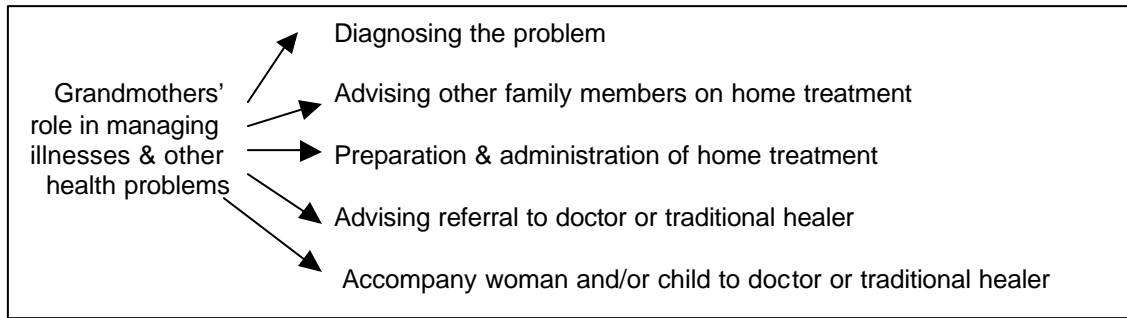 Grandmothers’
role in managing
illnesses & other
health problems
Diagnosing the problem
Advising other family members on home treatment
Preparation & administration of home treatment
Advising referral to doctor or traditional healer
Accompany woman and/or child to doctor or traditional healer